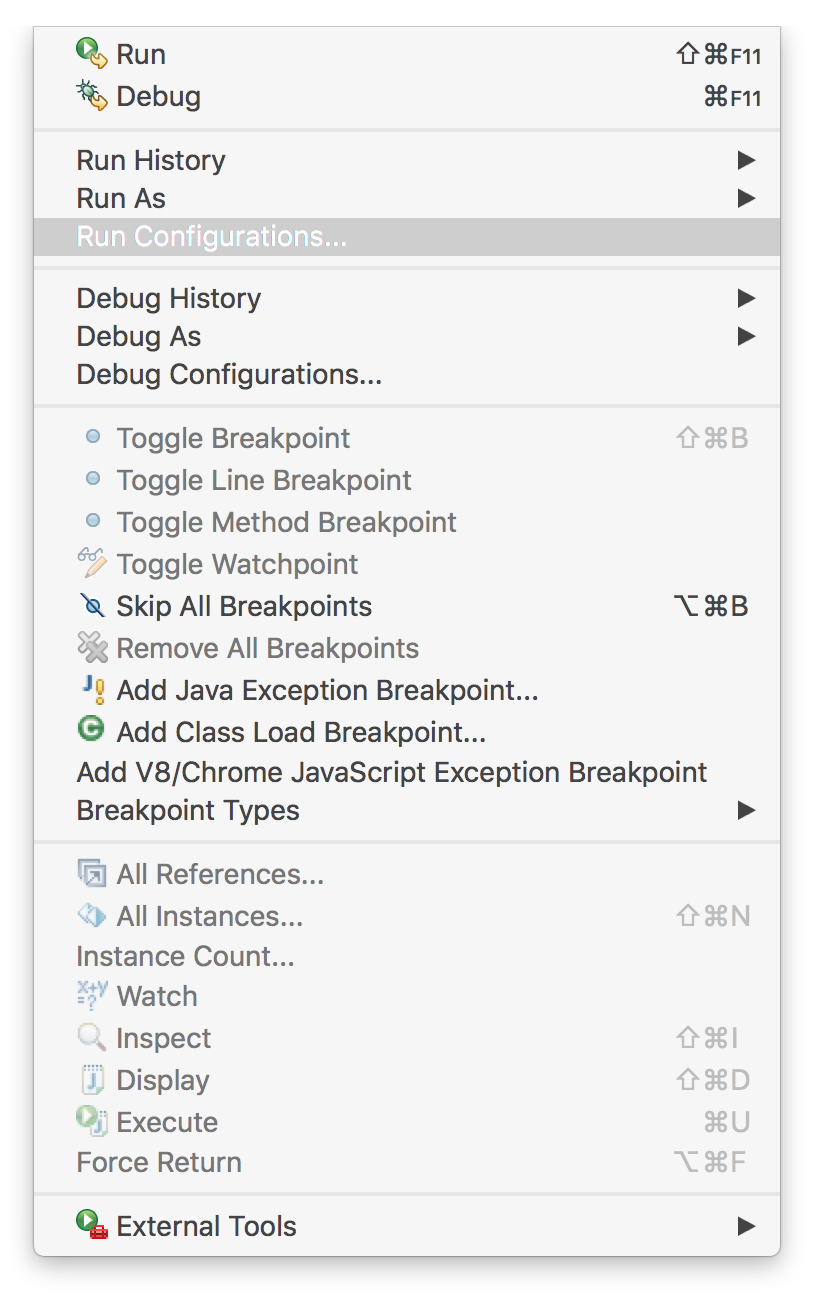 Run ⇧⌘F11
Debug ⌘F11
Run History ▶
Run As ▶
Run Configurations...
Debug History ▶
Debug As ▶
Debug Configurations...
Toggle Breakpoint ⇧⌘B
Toggle Line Breakpoint
Toggle Method Breakpoint
Toggle Watchpoint
Skip All Breakpoints ⌥⌘B
Remove All Breakpoints
Add Java Exception Breakpoint...
Add Class Load Breakpoint...
Add V8/Chrome JavaScript Exception Breakpoint
Breakpoint Types ▶
All References...
All Instances... ⇧⌘N
Instance Count...
Watch
Inspect ⇧⌘I
Display ⇧⌘D
Execute ⌘U
Force Return ⌥⌘F
External Tools ▶